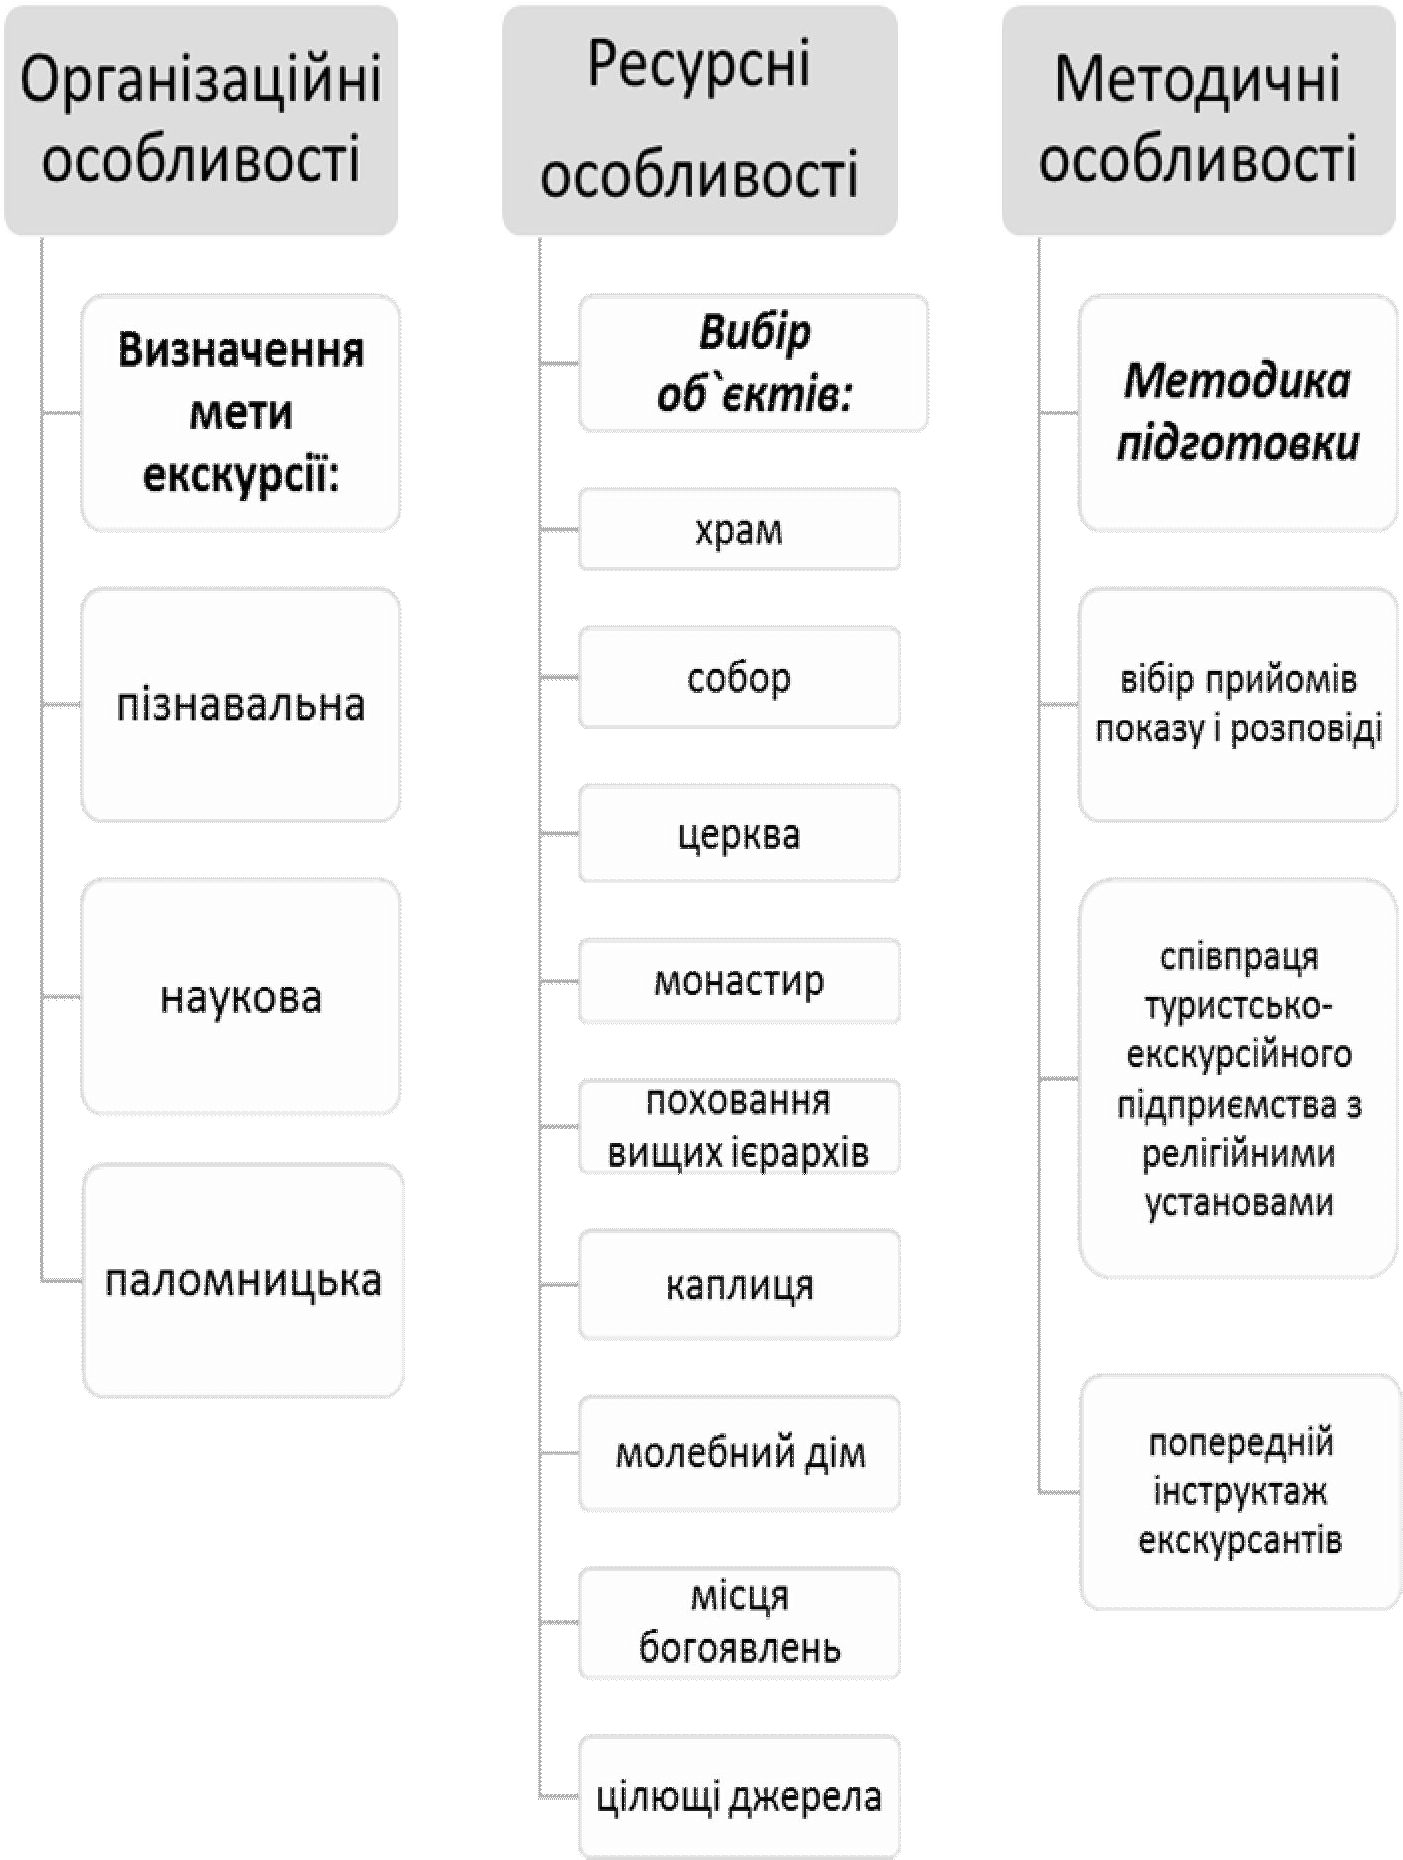 Організаційні
особливості
Визначення
мети
екскурсії:
пізнавальна
наукова
паломницька
Ресурсні
особливості
Вибір
об`єктів:
храм
собор
церква
монастир
поховання
вищих ієрархів
каплиця
молебний дім
місця
богоявлень
цілющі джерела
Методичні
особливості
Методика
підготовки
вібір прийомів
показу і розповіді
співпраця
туристсько-
екскурсійного
підприємства з
релігійними
установами
попередній
інструктаж
екскурсантів